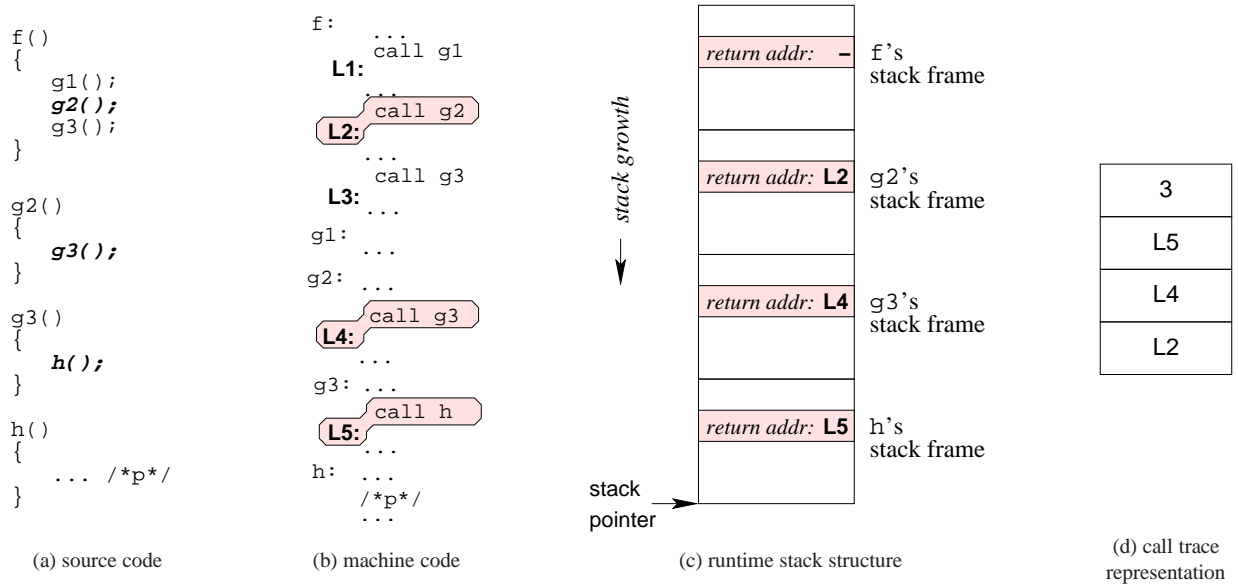 f()
{
g1();
g2();
g3();
}
g2()
{
g3();
}
g3()
{
h();
}
h()
{
... /*p*/
}
(a) source code
f:
...
call g1
L1:
...
call g2
L2:
...
call g3
L3:
...
g1:
...
g2: ...
call g3
L4:
...
g3: ...
call h
L5:
...
h: ...
/*p*/
...
(b) machine code
stack growth
return addr: –
f's
stack frame
return addr: L2
g2's
stack frame
return addr: L4
g3's
stack frame
return addr: L5
h's
stack frame
stack
pointer
(c) runtime stack structure
3
L5
L4
L2
(d) call trace
representation